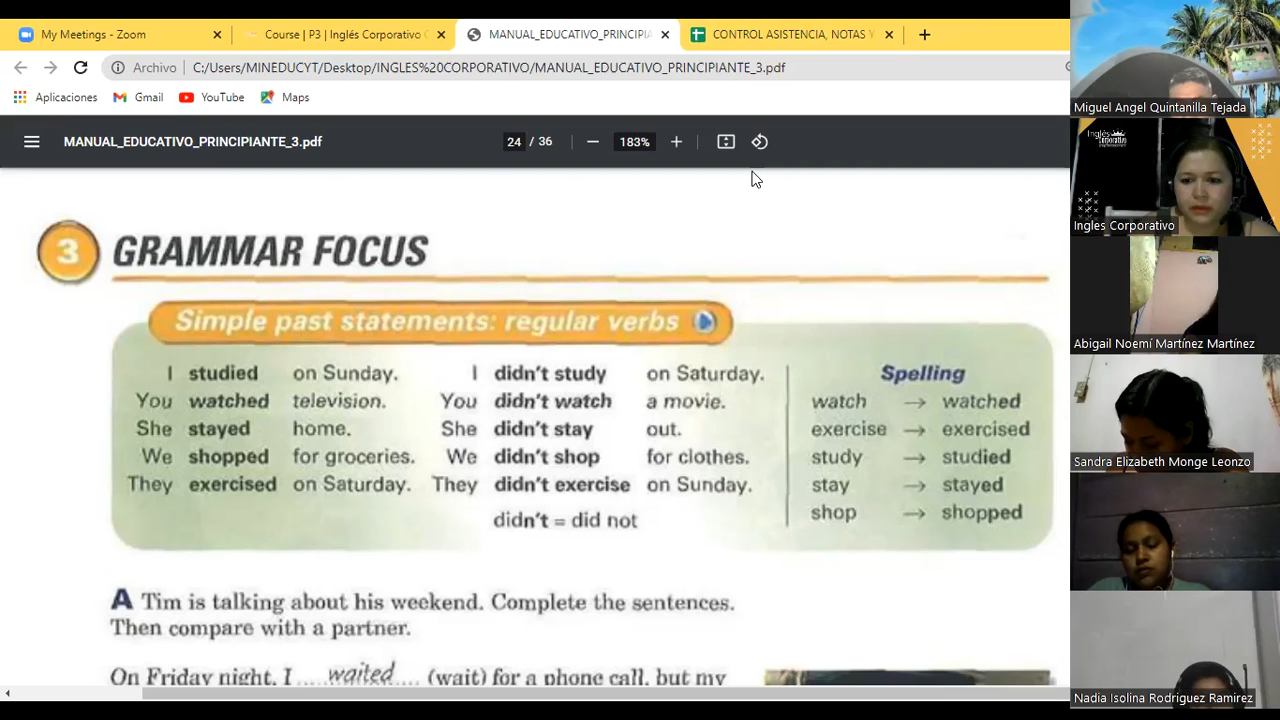 My Meetings - Zoom
Course | P3 | Inglés Corporativo
MANUAL_EDUCATIVO_PRINCIPIA
CONTROL ASISTENCIA, NOTAS Y
Archivo
C:/Users/MINEDUCYT/Desktop/INGLES%20CORPORATIVO/MANUAL_EDUCATIVO_PRINCIPIANTE_3.pdf
Aplicaciones
Gmail
YouTube
Maps
MANUAL_EDUCATIVO_PRINCIPIANTE_3.pdf
24 / 36
183%
3 GRAMMAR FOCUS
Simple past statements: regular verbs
I studied on Sunday. I didn't study on Saturday.
You watched television. You didn't watch a movie.
She stayed home. She didn't stay out.
We shopped for groceries. We didn't shop for clothes.
They exercised on Saturday. They didn't exercise on Sunday.
didn't = did not
Spelling
watch → watched
exercise → exercised
study → studied
stay → stayed
shop → shopped
A Tim is talking about his weekend. Complete the sentences.
Then compare with a partner.
On Friday night, I ....waited.... (wait) for a phone call, but my
Miguel Angel Quintanilla Tejada
Inglés
Corporativo
Ingles Corporativo
Abigail Noemí Martínez Martínez
Sandra Elizabeth Monge Leonzo
Nadia Isolina Rodriguez Ramirez